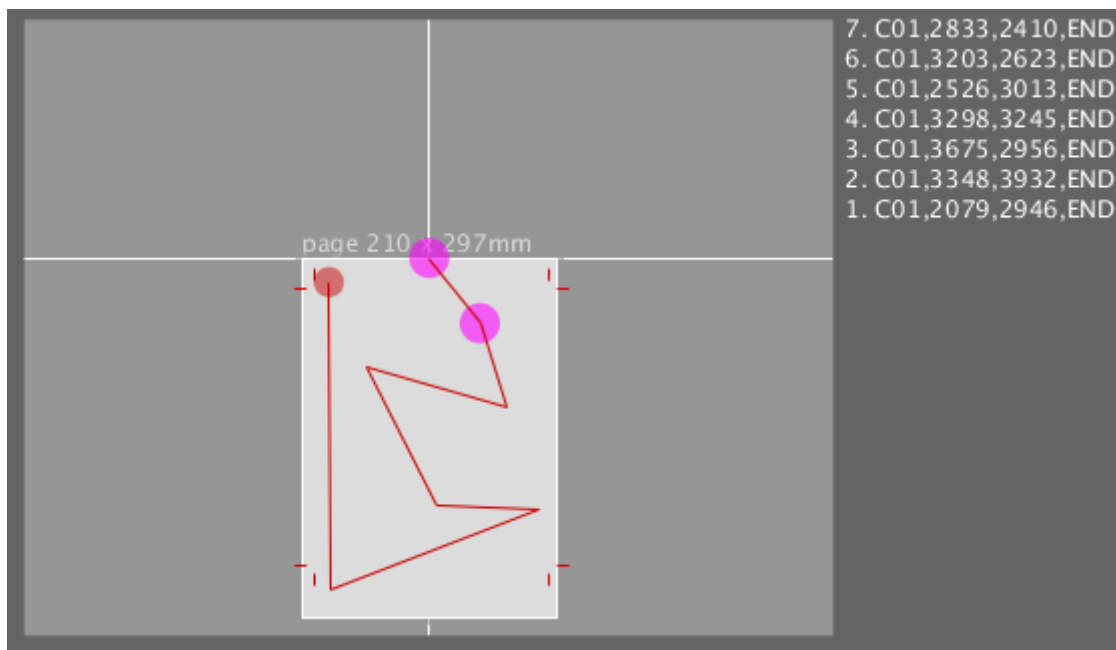 7. C01,2833,2410,END
6. C01,3203,2623,END
5. C01,2526,3013,END
4. C01,3298,3245,END
3. C01,3675,2956,END
2. C01,3348,3932,END
1. C01,2079,2946,END
page 210 x 297mm